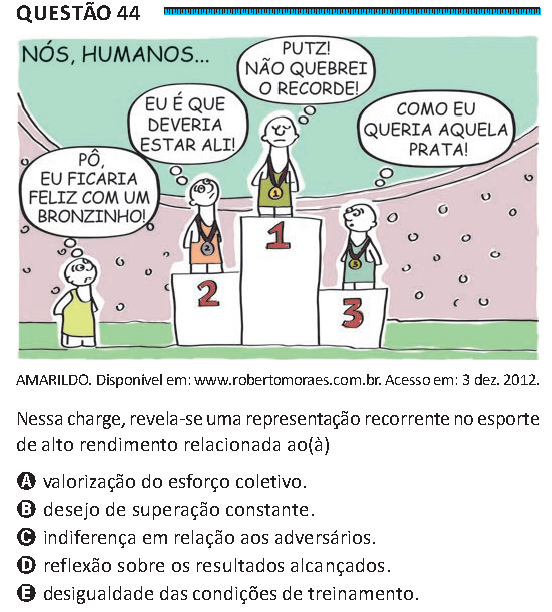 QUESTÃO 44
NÓS, HUMANOS...
PUTZ!
NÃO QUEBREI
O RECORDE!
EU É QUE
DEVERIA
ESTAR ALI!
COMO EU
QUERIA AQUELA
PRATA!
PÔ,
EU FICARIA
FELIZ COM UM
BRONZINHO!
1
2
3
1
2
3
AMARILDO. Disponível em: www.robertomoraes.com.br. Acesso em: 3 dez. 2012.
Nessa charge, revela-se uma representação recorrente no esporte
de alto rendimento relacionada ao(à)
A valorização do esforço coletivo.
B desejo de superação constante.
C indiferença em relação aos adversários.
D reflexão sobre os resultados alcançados.
E desigualdade das condições de treinamento.